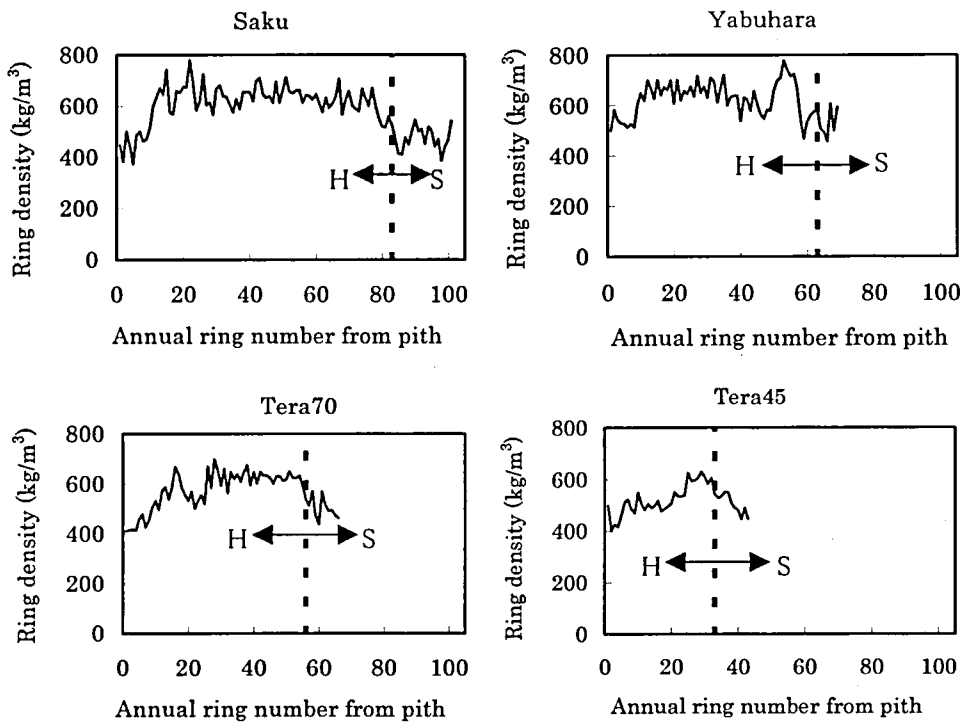 Saku
Ring density (kg/m³)
800
600
400
200
0
H
S
0 20 40 60 80 100
Annual ring number from pith
Yabuhara
Ring density (kg/m³)
800
600
400
200
0
H
S
0 20 40 60 80 100
Annual ring number from pith
Tera70
Ring density (kg/m³)
800
600
400
200
0
H
S
0 20 40 60 80 100
Annual ring number from pith
Tera45
Ring density (kg/m³)
800
600
400
200
0
H
S
0 20 40 60 80 100
Annual ring number from pith